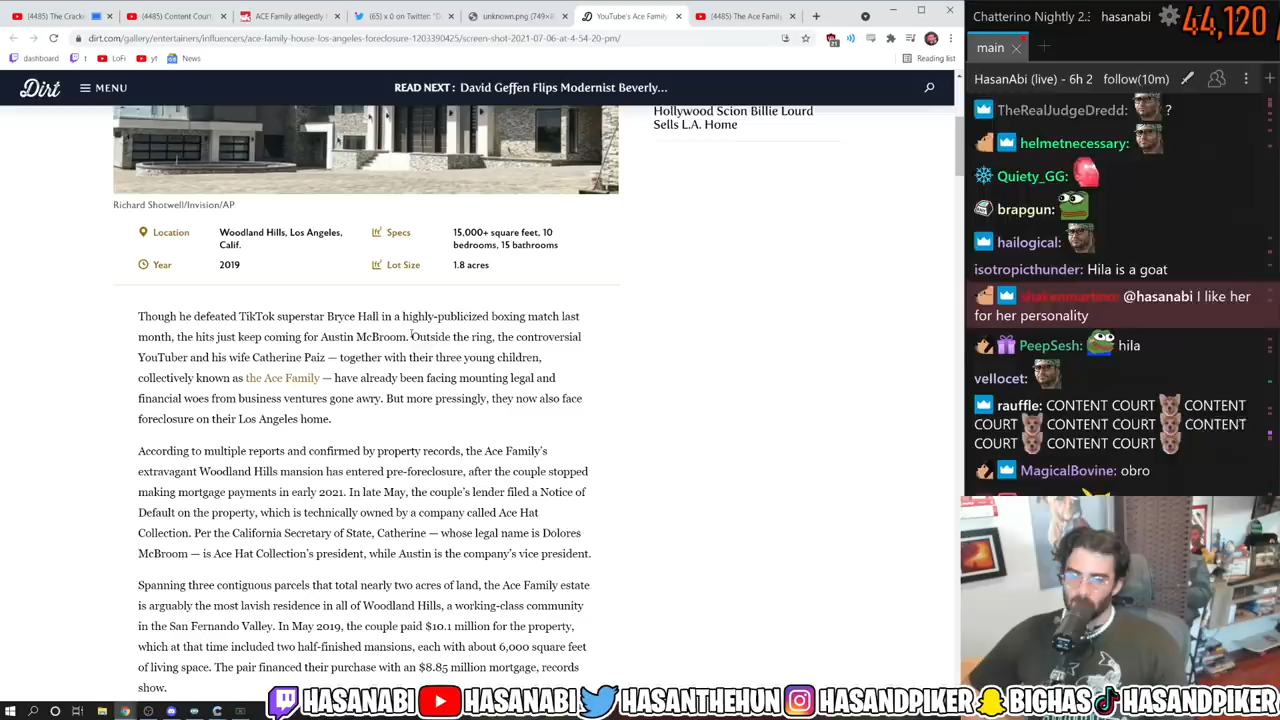 (4485) The Sacks C
(4485) Content Court
ACE Family allegedly
(65) x 0 on Twitter: "D
unknown.png (749×
YouTube's Ace Family
(4485) The Ace Family
dirt.com/gallery/entertainers/influencers/ace-family-house-los-angeles-foreclosure-1203390425/screen-shot-2021-07-06-at-4-54-20-pm/
dashboard
t
LoFi
yt
News
Reading list
Dirt
MENU
READ NEXT : David Geffen Flips Modernist Beverly...
Hollywood Scion Billie Lourd
Sells L.A. Home
Richard Shotwell/Invision/AP
Location
Woodland Hills, Los Angeles,
Calif.
Specs
15,000+ square feet, 10
bedrooms, 15 bathrooms
Year
2019
Lot Size
1.8 acres
Though he defeated TikTok superstar Bryce Hall in a highly-publicized boxing match last
month, the hits just keep coming for Austin McBroom. Outside the ring, the controversial
YouTuber and his wife Catherine Paiz — together with their three young children,
collectively known as the Ace Family — have already been facing mounting legal and
financial woes from business ventures gone awry. But more pressingly, they now also face
foreclosure on their Los Angeles home.
According to multiple reports and confirmed by property records, the Ace Family's
extravagant Woodland Hills mansion has entered pre-foreclosure, after the couple stopped
making mortgage payments in early 2021. In late May, the couple's lender filed a Notice of
Default on the property, which is technically owned by a company called Ace Hat
Collection. Per the California Secretary of State, Catherine — whose legal name is Dolores
McBroom — is Ace Hat Collection's president, while Austin is the company's vice president.
Spanning three contiguous parcels that total nearly two acres of land, the Ace Family estate
is arguably the most lavish residence in all of Woodland Hills, a working-class community
in the San Fernando Valley. In May 2019, the couple paid $10.1 million for the property,
which at that time included two half-finished mansions, each with about 6,000 square feet
of living space. The pair financed their purchase with an $8.85 million mortgage, records
show.
Chatterino Nightly 2.
hasanabi
44,120
main
HasanAbi (live) - 6h 2
follow(10m)
TheRealJudgeDredd: ?
helmetnecessary:
Quiety_GG:
brapgun:
hailogical:
isotropicthunder: Hila is a goat
@hasanabi I like her
for her personality
PeepSesh: hila
vellocet:
rauffle: CONTENT COURT CONTENT
COURT CONTENT COURT CONTENT
COURT CONTENT COURT
MagicalBovine: obro
HASANABI HASANABI HASANTHEHUN HASANDPIKER BIGHAS HASANDPIKER